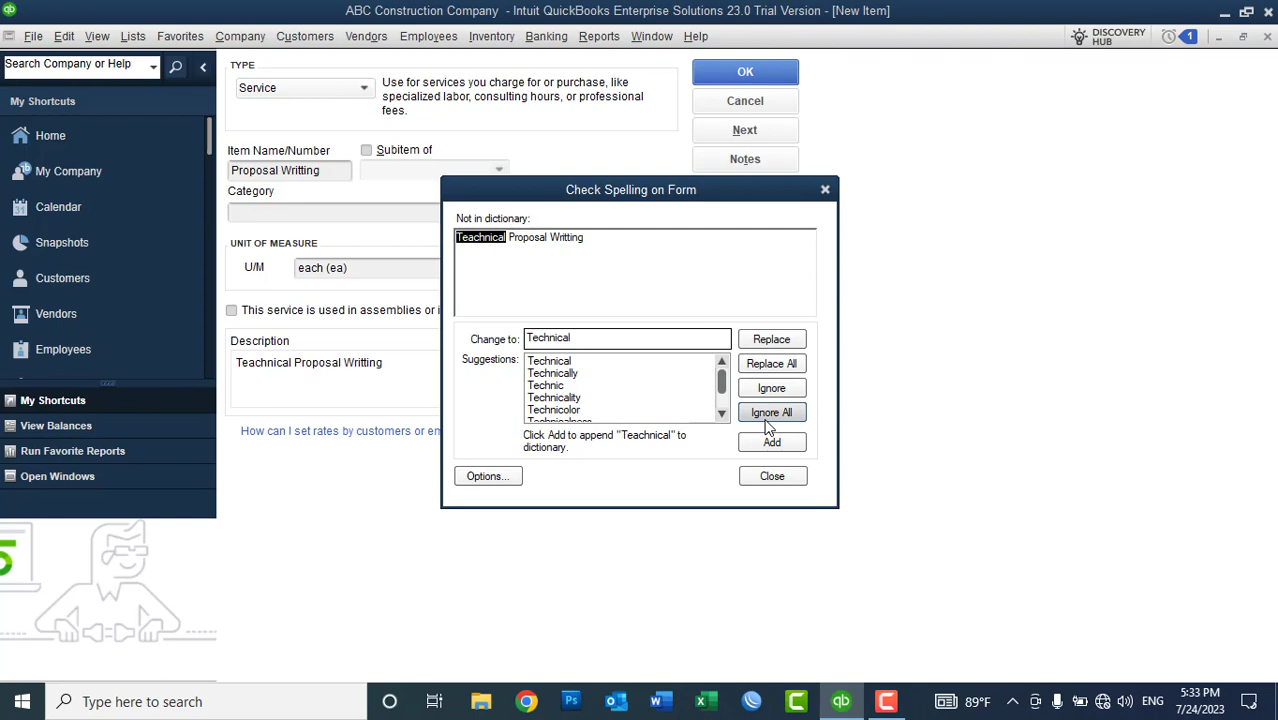 ABC Construction Company - Intuit QuickBooks Enterprise Solutions 23.0 Trial Version - [New Item]
File Edit View Lists Favorites Company Customers Vendors Employees Inventory Banking Reports Window Help
DISCOVERY HUB 1
Search Company or Help
My Shortcuts
Home
My Company
Calendar
Snapshots
Customers
Vendors
Employees
My Shortcuts
View Balances
Run Favorite Reports
Open Windows
TYPE
Service
Use for services you charge for or purchase, like
specialized labor, consulting hours, or professional
fees.
OK
Cancel
Next
Notes
Item Name/Number
Subitem of
Proposal Writting
Category
UNIT OF MEASURE
U/M
each (ea)
This service is used in assemblies or i
Description
Teachnical Proposal Writting
How can I set rates by customers or em
Check Spelling on Form
Not in dictionary:
Teachnical Proposal Writting
Change to:
Technical
Replace
Suggestions:
Technical
Technically
Technic
Technicality
Technicolor
Technicalness
Replace All
Ignore
Ignore All
Click Add to append "Teachnical" to
dictionary.
Add
Options...
Close
5
Type here to search
Ps
qb
89°F
ENG
5:33 PM
7/24/2023